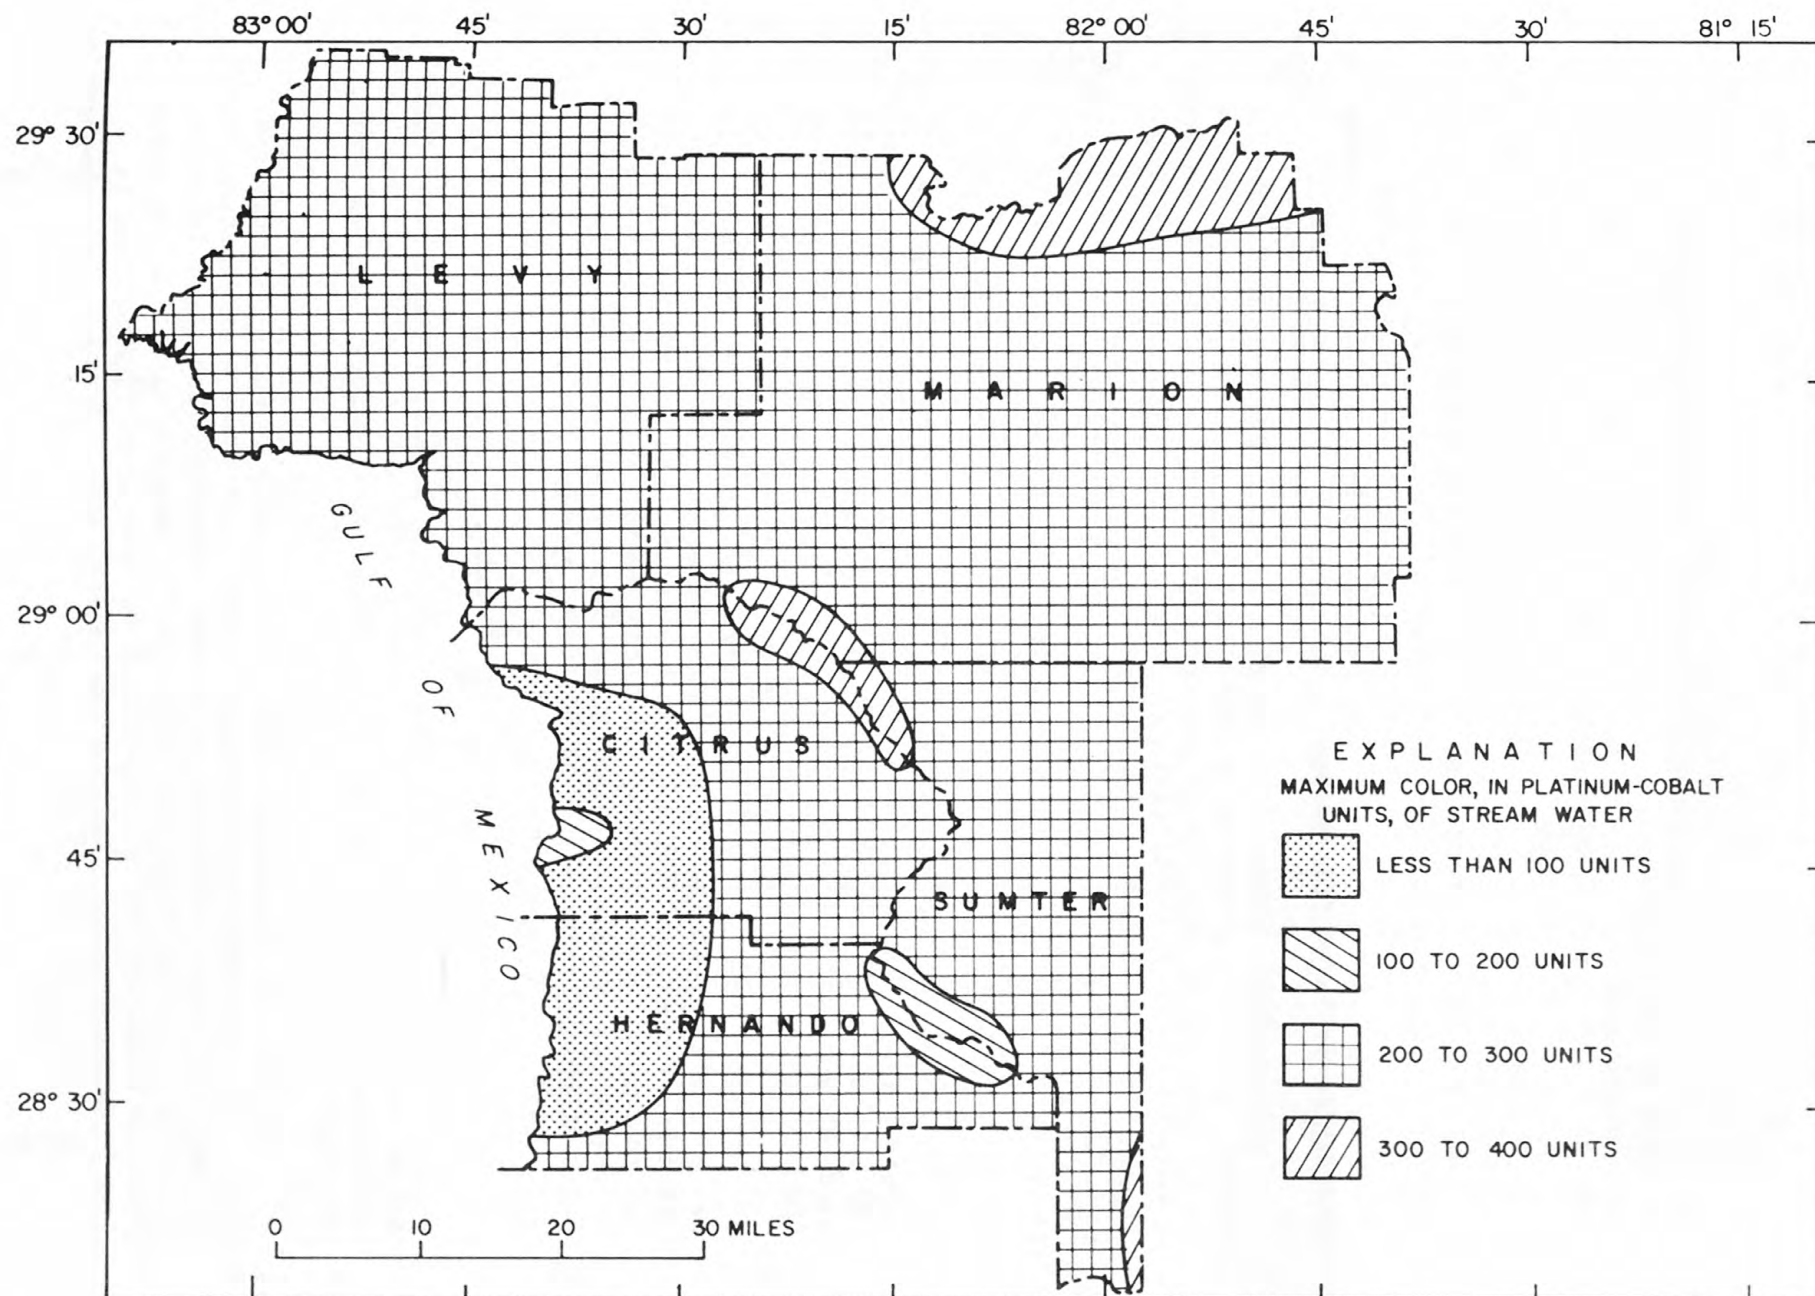 83° 00' 45' 30' 15' 82° 00' 45' 30' 81° 15'
29° 30'
LEVY
15'
MARION
GULF
OF
MEXICO
29° 00'
CITRUS
EXPLANATION
MAXIMUM COLOR, IN PLATINUM-COBALT
UNITS, OF STREAM WATER
45'
LESS THAN 100 UNITS
SUMTER
100 TO 200 UNITS
HERNANDO
200 TO 300 UNITS
28° 30'
300 TO 400 UNITS
0 10 20 30 MILES